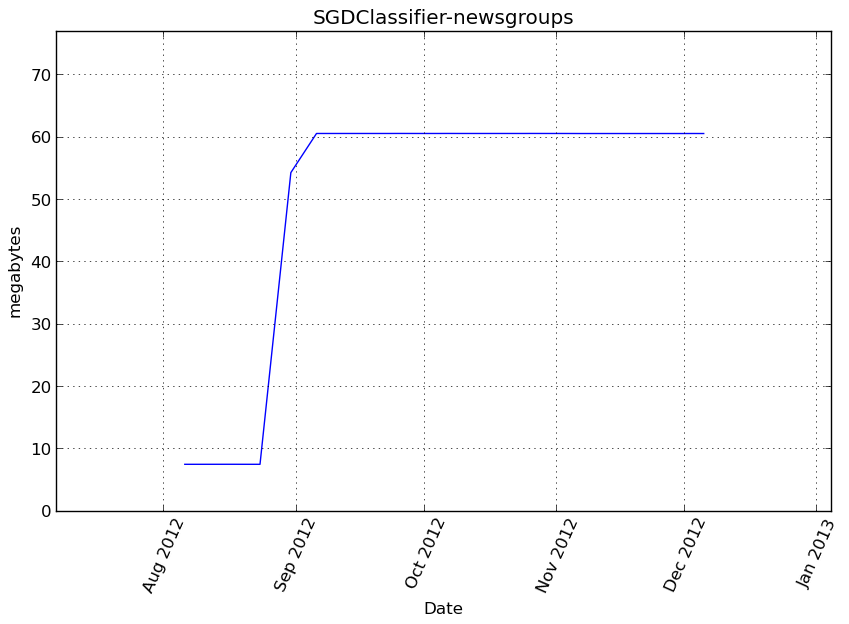 SGDClassifier-newsgroups
70
60
50
40
30
20
10
0
megabytes
Aug 2012
Sep 2012
Oct 2012
Nov 2012
Dec 2012
Jan 2013
Date